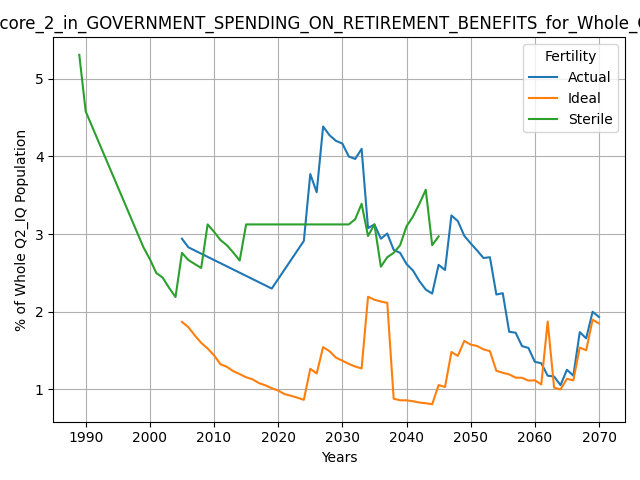 core_2_in_GOVERNMENT_SPENDING_ON_RETIREMENT_BENEFITS_for_Whole_
Fertility
Actual
Ideal
Sterile
% of Whole Q2_IQ Population
5
4
3
2
1
1990 2000 2010 2020 2030 2040 2050 2060 2070
Years